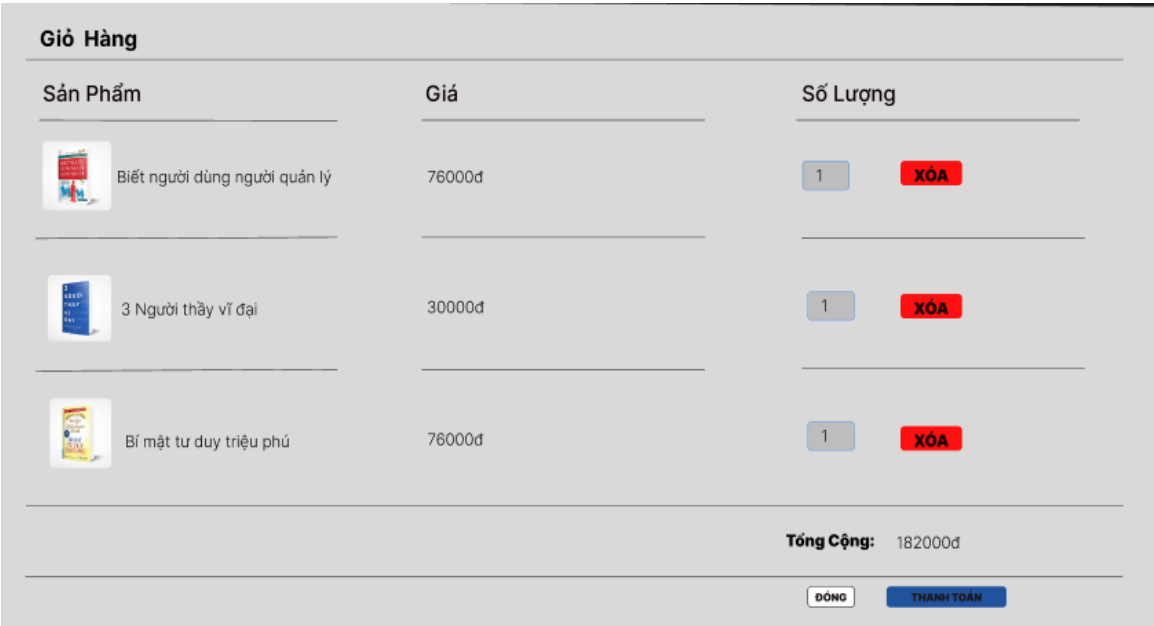 Giỏ Hàng
Sản Phẩm Giá Số Lượng
Biết người dùng người quản lý 76000đ 1 XÓA
3 Người thầy vĩ đại 30000đ 1 XÓA
Bí mật tư duy triệu phú 76000đ 1 XÓA
Tổng Cộng: 182000đ
ĐÓNG THANH TOÁN